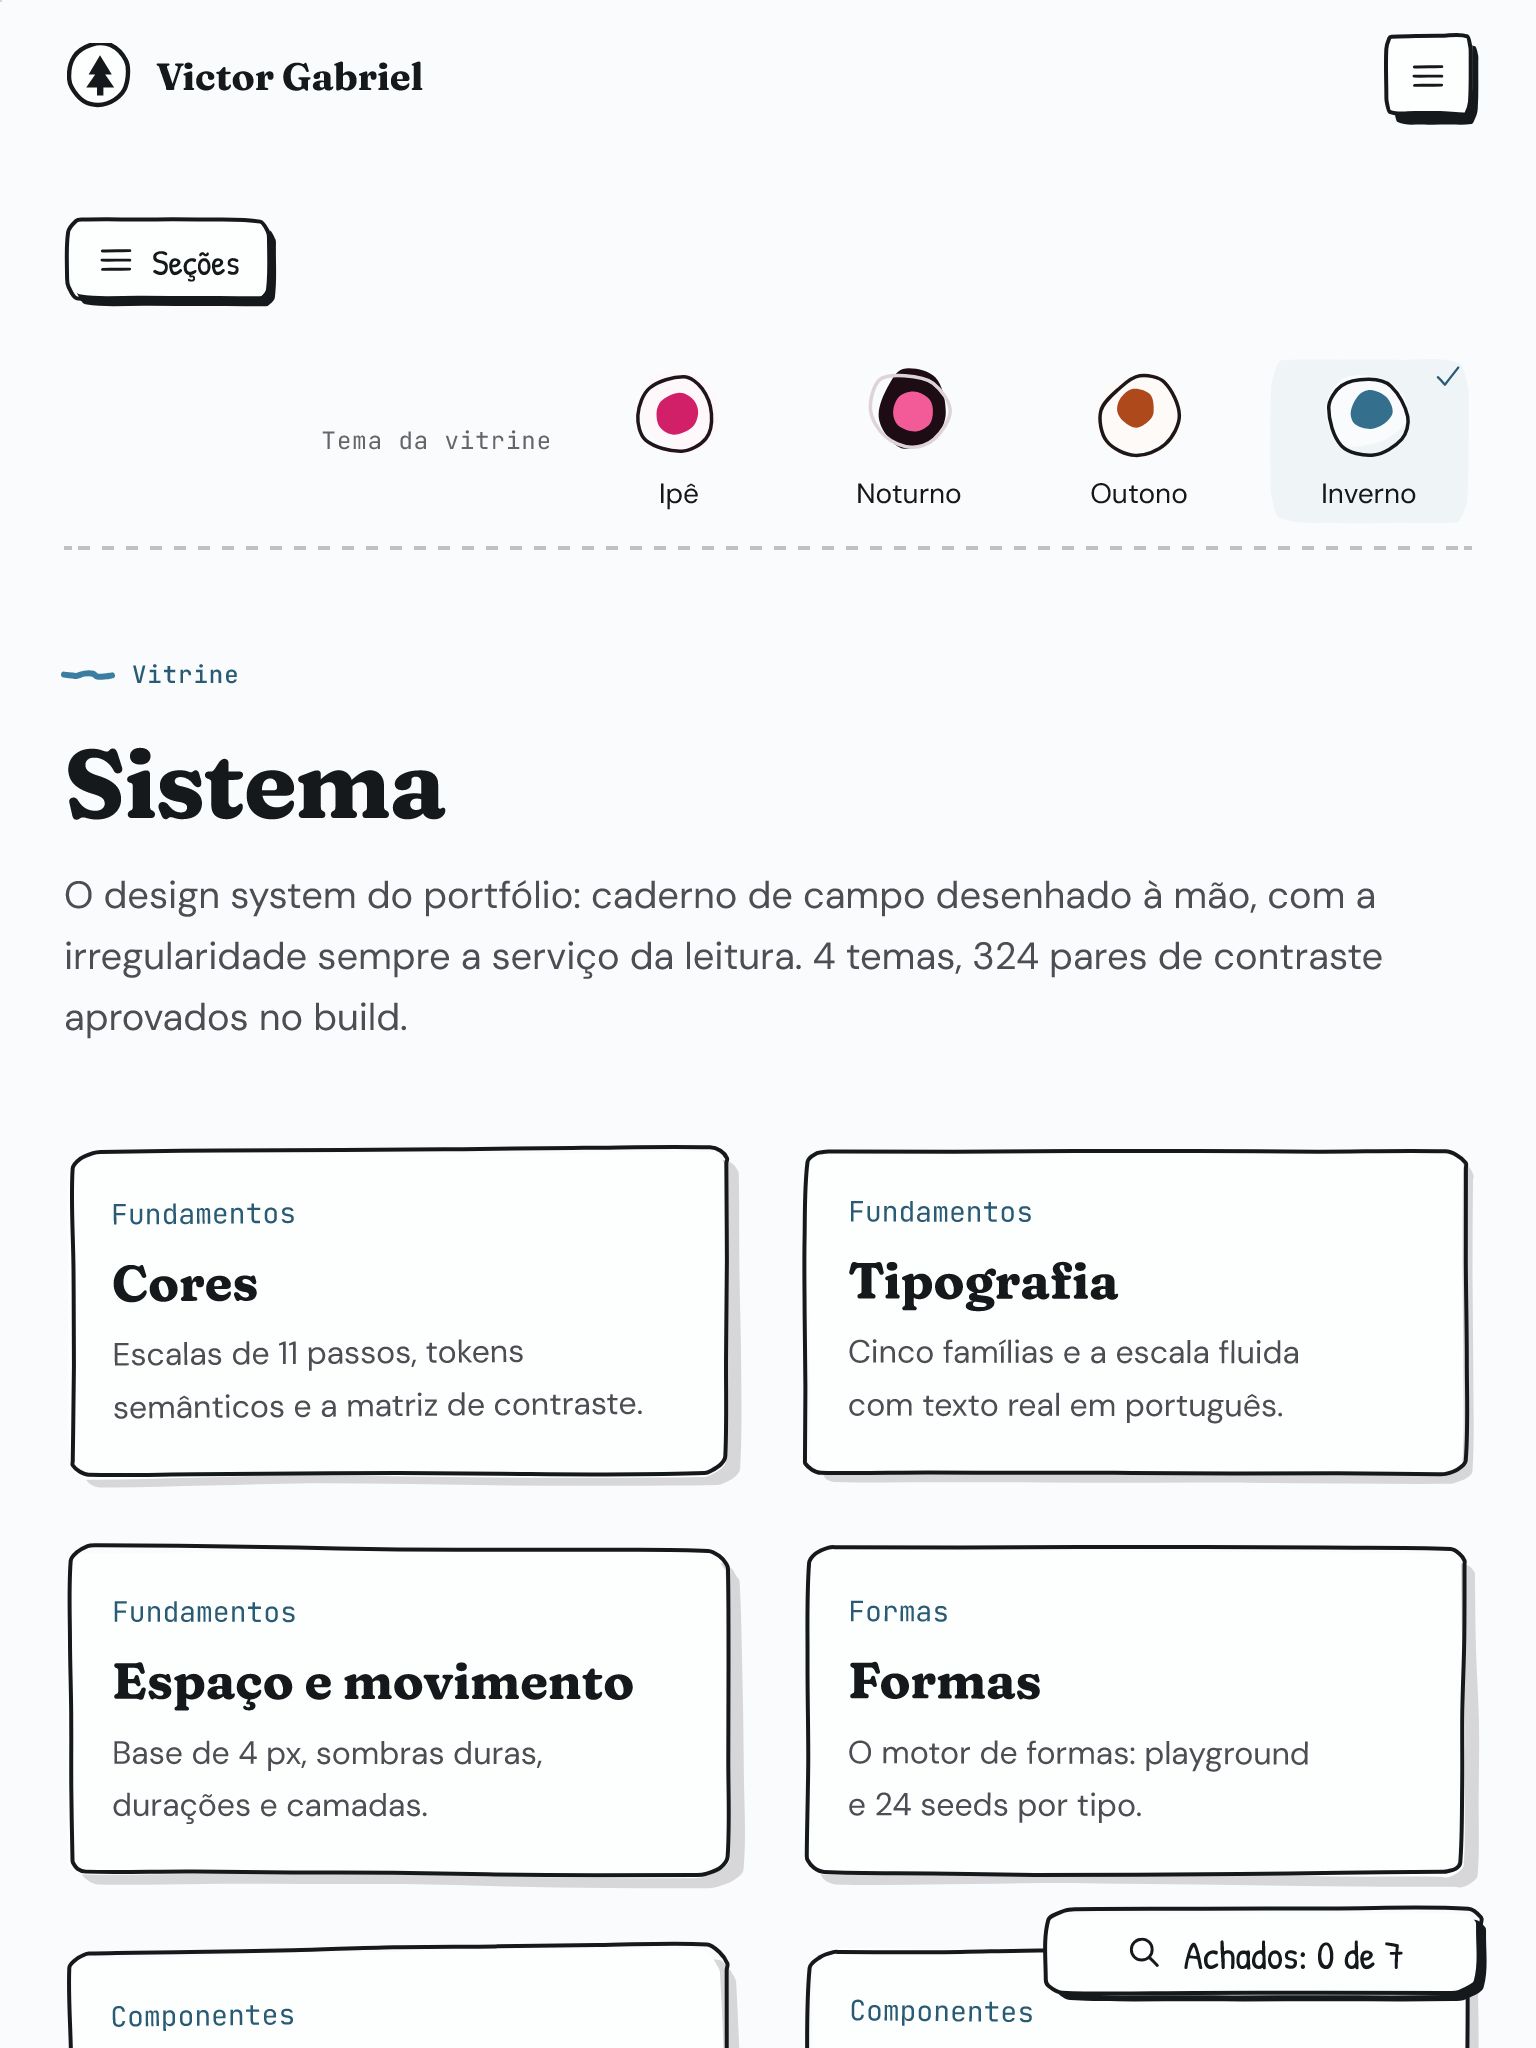 Victor Gabriel
Seções
Tema da vitrine
Ipê
Noturno
Outono
Inverno
Vitrine
Sistema
O design system do portfólio: caderno de campo desenhado à mão, com a
irregularidade sempre a serviço da leitura. 4 temas, 324 pares de contraste
aprovados no build.
Fundamentos
Cores
Escalas de 11 passos, tokens
semânticos e a matriz de contraste.
Fundamentos
Tipografia
Cinco famílias e a escala fluida
com texto real em português.
Fundamentos
Espaço e movimento
Base de 4 px, sombras duras,
durações e camadas.
Formas
Formas
O motor de formas: playground
e 24 seeds por tipo.
Achados: 0 de 7
Componentes
Componentes